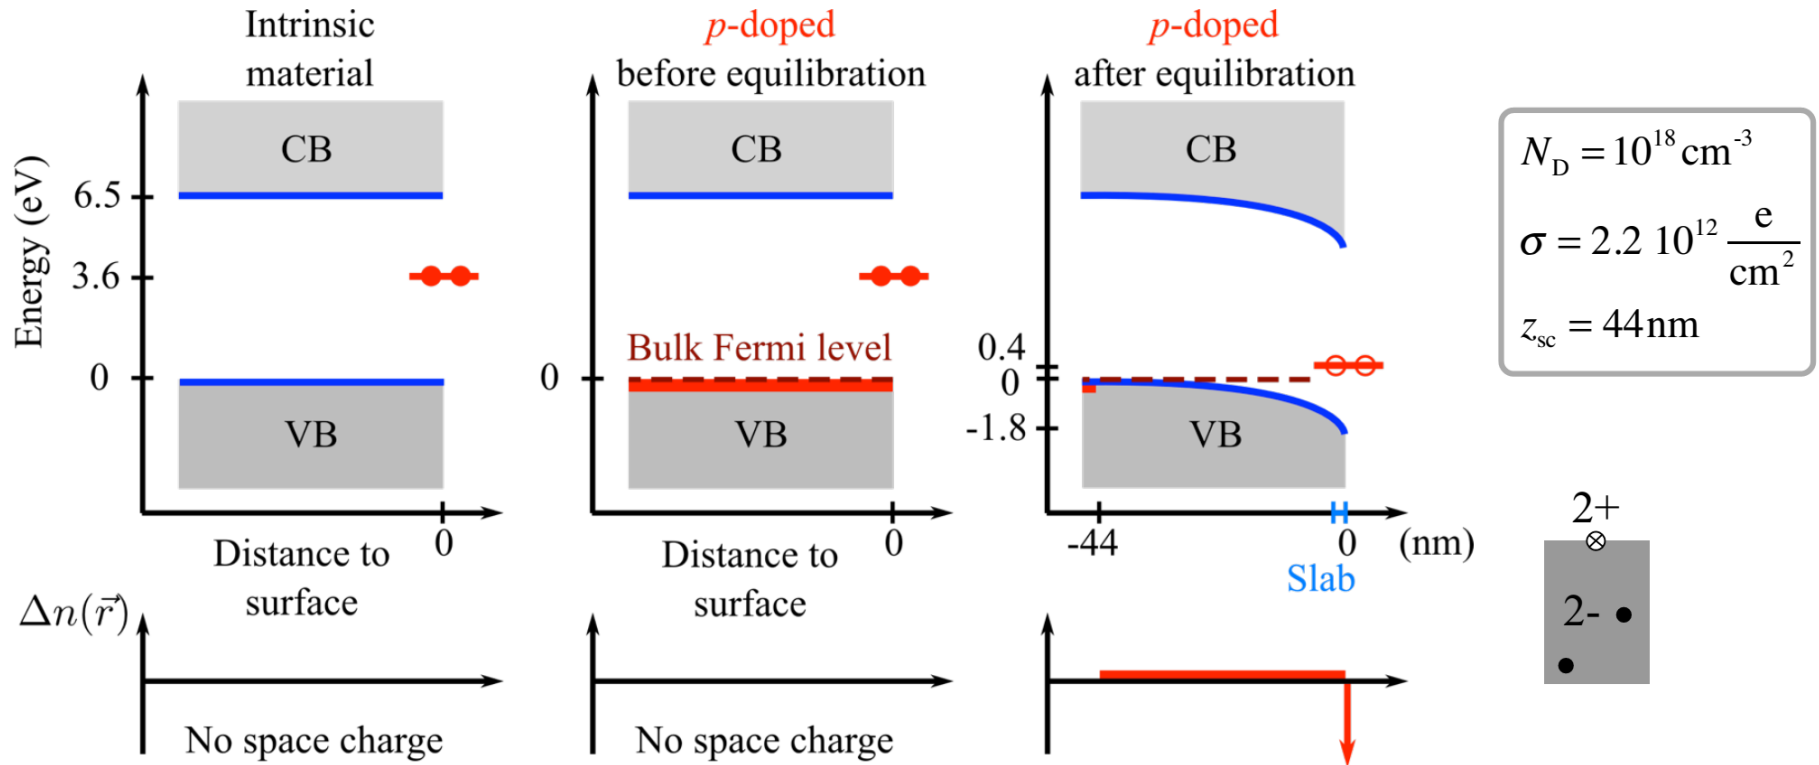 Intrinsic
material
p-doped
before equilibration
p-doped
after equilibration
Energy (eV)
6.5
3.6
0
CB
VB
0
Distance to
surface
0
CB
Bulk Fermi level
VB
0
Distance to
surface
0.4
0
-1.8
CB
VB
-44
0
(nm)
Slab
N_D = 10^18 cm^-3
σ = 2.2 10^12 e/cm^2
z_sc = 44 nm
2+
2-
Δn(r⃗)
No space charge
No space charge